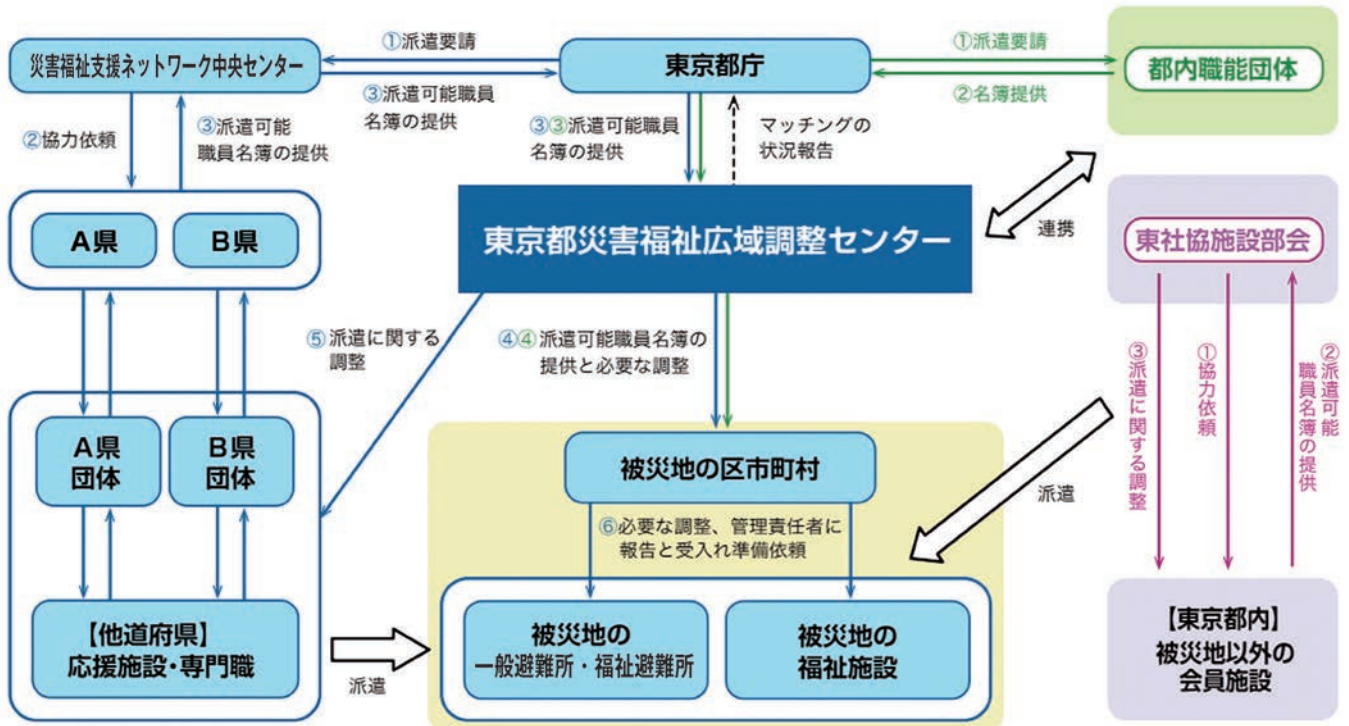 災害福祉支援ネットワーク中央センター
①派遣要請
③派遣可能職員
名簿の提供
東京都庁
①派遣要請
②名簿提供
都内職能団体
②協力依頼
③派遣可能
職員名簿の提供
③③派遣可能職員
名簿の提供
マッチングの
状況報告
A県
B県
東京都災害福祉広域調整センター
連携
東社協施設部会
⑤派遣に関する
調整
④④派遣可能職員名簿の
提供と必要な調整
③派遣に関する調整
①協力依頼
②派遣可能
職員名簿の提供
A県
団体
B県
団体
被災地の区市町村
派遣
⑥必要な調整、管理責任者に
報告と受入れ準備依頼
【他道府県】
応援施設・専門職
派遣
被災地の
一般避難所・福祉避難所
被災地の
福祉施設
【東京都内】
被災地以外の
会員施設